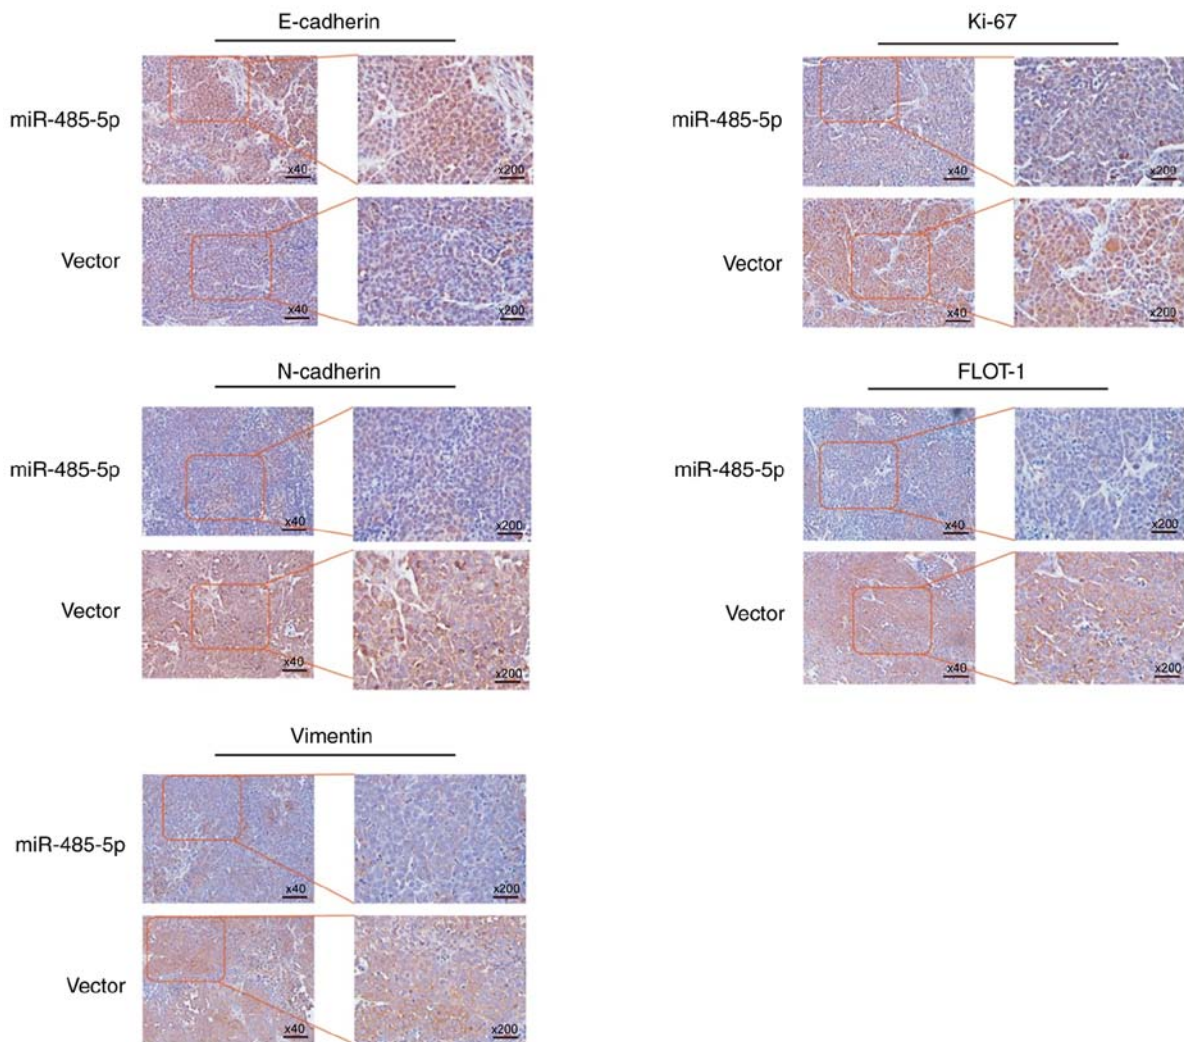 E-cadherin
miR-485-5p
x40
x200
Vector
x40
x200
N-cadherin
miR-485-5p
x40
x200
Vector
x40
x200
Vimentin
miR-485-5p
x40
x200
Vector
x40
x200
Ki-67
miR-485-5p
x40
x200
Vector
x40
x200
FLOT-1
miR-485-5p
x40
x200
Vector
x40
x200